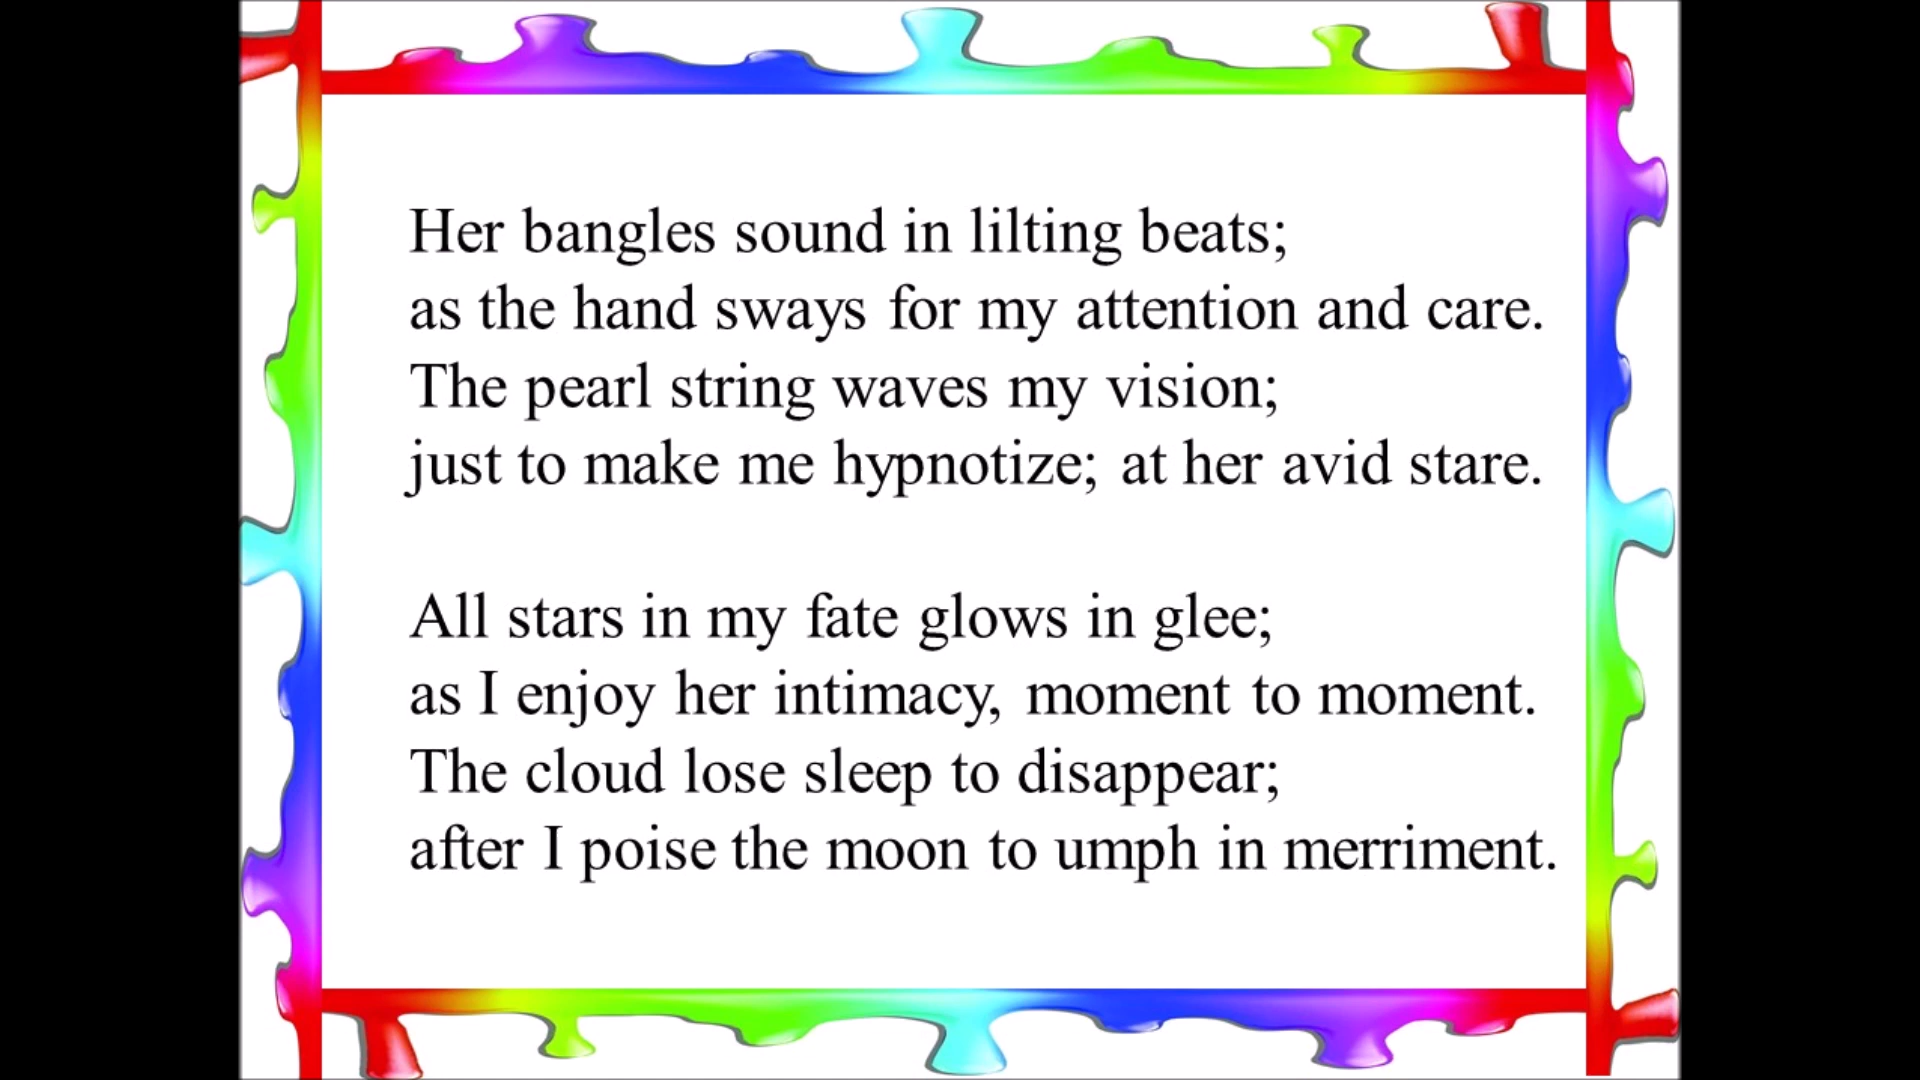 Her bangles sound in lilting beats;
as the hand sways for my attention and care.
The pearl string waves my vision;
just to make me hypnotize; at her avid stare.
All stars in my fate glows in glee;
as I enjoy her intimacy, moment to moment.
The cloud lose sleep to disappear;
after I poise the moon to umph in merriment.